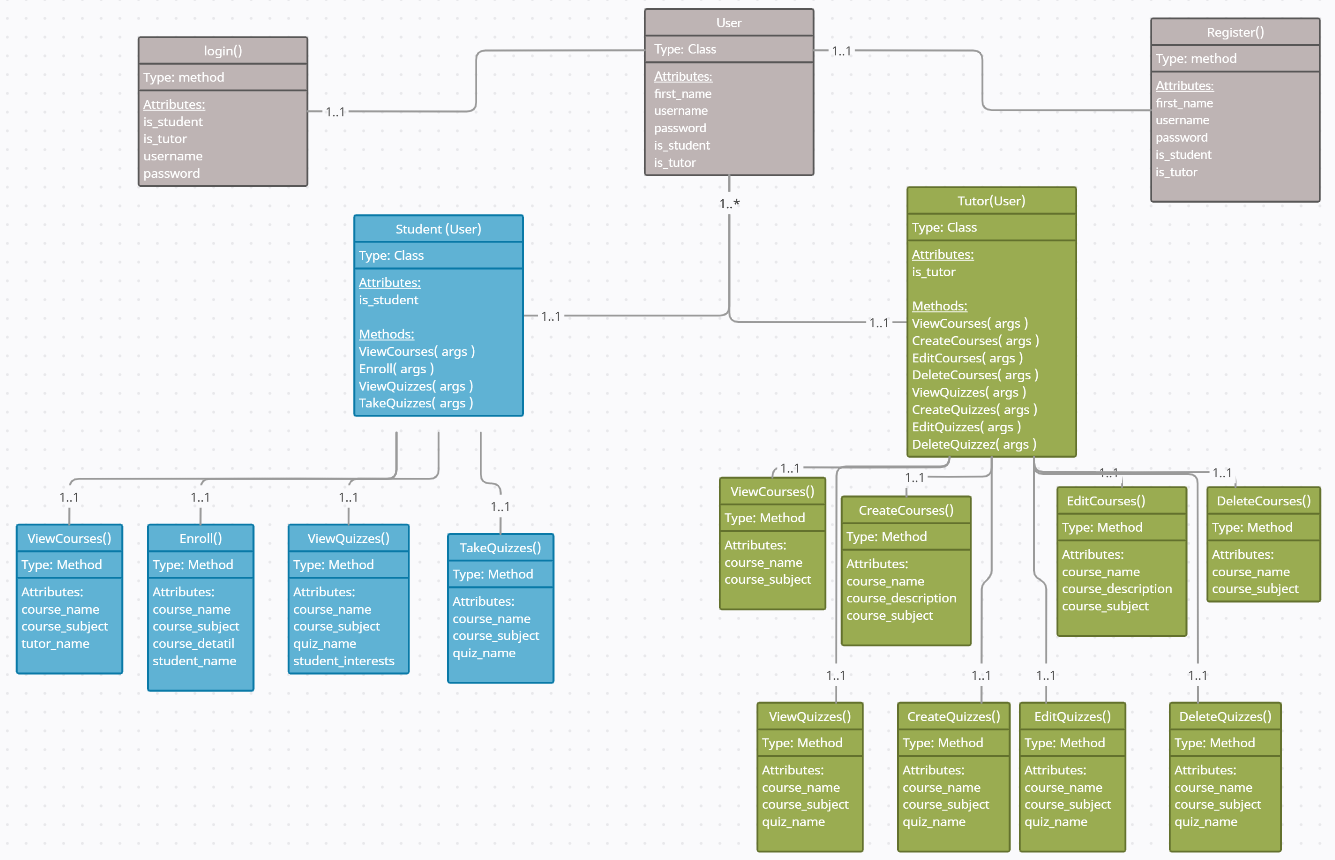 User
Type: Class
Attributes:
first_name
username
password
is_student
is_tutor
login()
Type: method
Attributes:
is_student
is_tutor
username
password
Register()
Type: method
Attributes:
first_name
username
password
is_student
is_tutor
1..1
1..1
1..*
Student (User)
Type: Class
Attributes:
is_student
Methods:
ViewCourses( args )
Enroll( args )
ViewQuizzes( args )
TakeQuizzes( args )
1..1
1..1
Tutor(User)
Type: Class
Attributes:
is_tutor
Methods:
ViewCourses( args )
CreateCourses( args )
EditCourses( args )
DeleteCourses( args )
ViewQuizzes( args )
CreateQuizzes( args )
EditQuizzes( args )
DeleteQuizzez( args )
1..1
1..1
1..1
1..1
ViewCourses()
Type: Method
Attributes:
course_name
course_subject
tutor_name
Enroll()
Type: Method
Attributes:
course_name
course_subject
course_detatil
student_name
ViewQuizzes()
Type: Method
Attributes:
course_name
course_subject
quiz_name
student_interests
TakeQuizzes()
Type: Method
Attributes:
course_name
course_subject
quiz_name
1..1
1..1
1..1
1..1
ViewCourses()
Type: Method
Attributes:
course_name
course_subject
CreateCourses()
Type: Method
Attributes:
course_name
course_description
course_subject
EditCourses()
Type: Method
Attributes:
course_name
course_description
course_subject
DeleteCourses()
Type: Method
Attributes:
course_name
course_subject
1..1
1..1
1..1
1..1
ViewQuizzes()
Type: Method
Attributes:
course_name
course_subject
quiz_name
CreateQuizzes()
Type: Method
Attributes:
course_name
course_subject
quiz_name
EditQuizzes()
Type: Method
Attributes:
course_name
course_subject
quiz_name
DeleteQuizzes()
Type: Method
Attributes:
course_name
course_subject
quiz_name